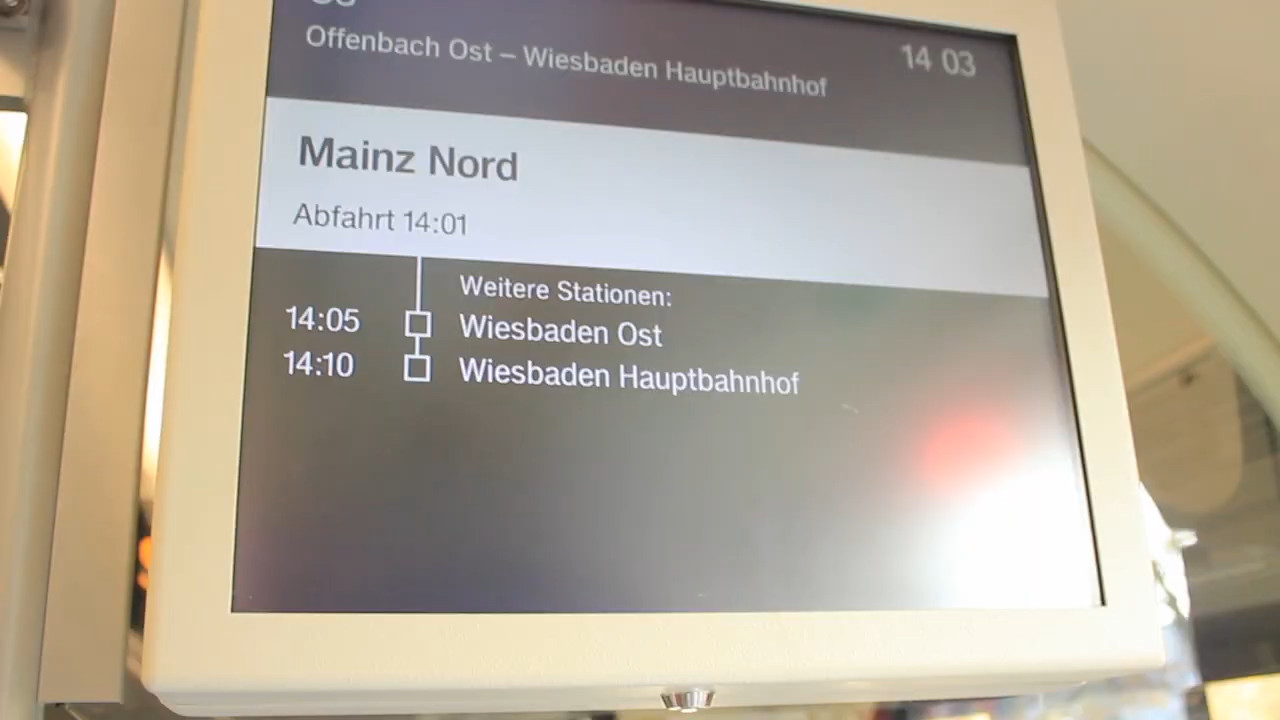 Offenbach Ost – Wiesbaden Hauptbahnhof
14 03
Mainz Nord
Abfahrt 14:01
Weitere Stationen:
14:05 Wiesbaden Ost
14:10 Wiesbaden Hauptbahnhof